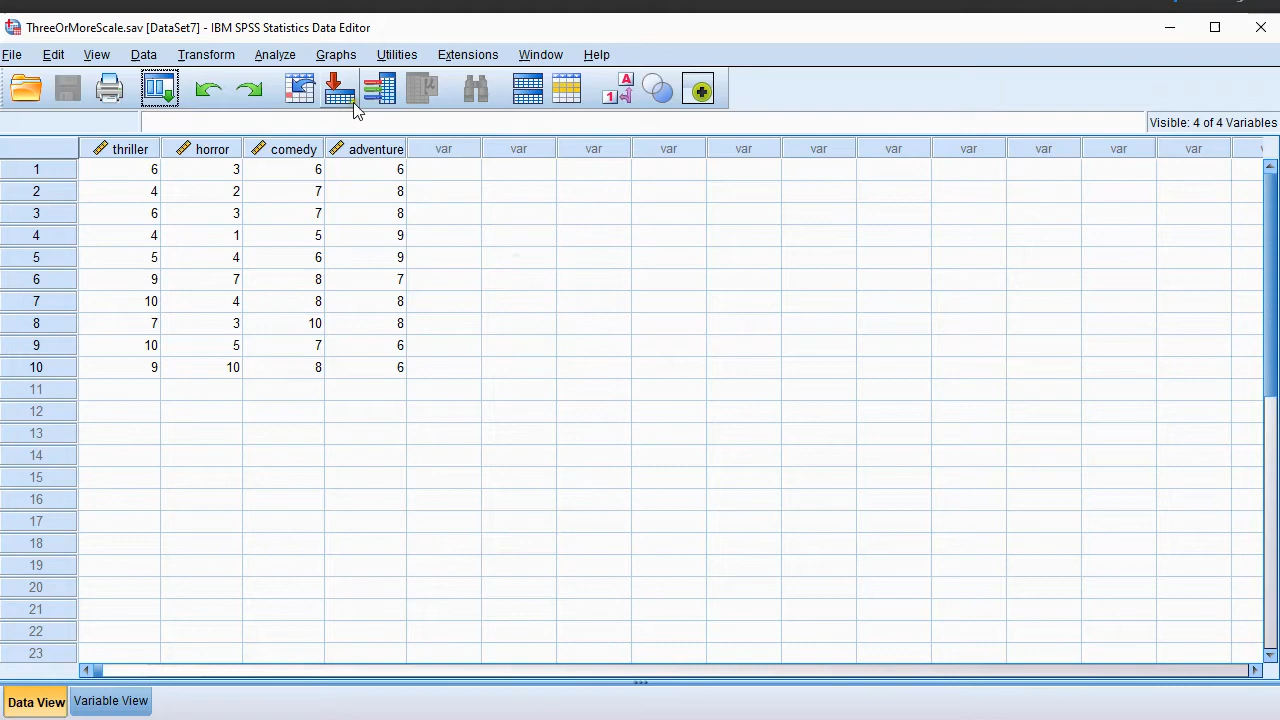 ThreeOrMoreScale.sav [DataSet7] - IBM SPSS Statistics Data Editor
File Edit View Data Transform Analyze Graphs Utilities Extensions Window Help
Visible: 4 of 4 Variables
thriller horror comedy adventure var var var var var var var var var var var
1 6 3 6 6
2 4 2 7 8
3 6 3 7 8
4 4 1 5 9
5 5 4 6 9
6 9 7 8 7
7 10 4 8 8
8 7 3 10 8
9 10 5 7 6
10 9 10 8 6
11
12
13
14
15
16
17
18
19
20
21
22
23
Data View Variable View